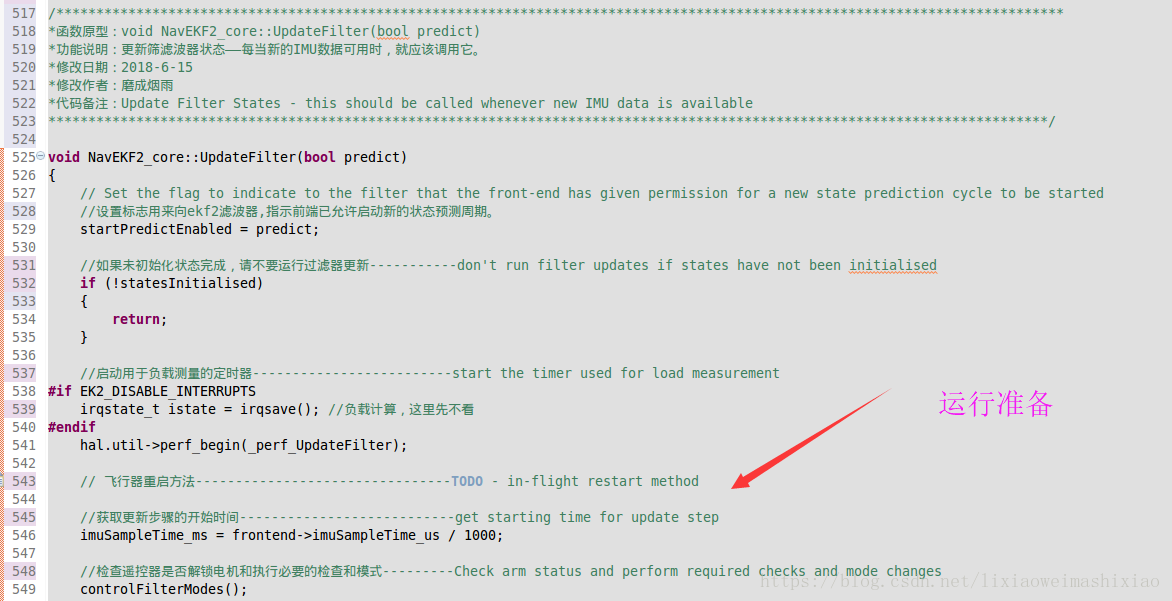 517 /******************************************************************************************************************************
518 *函数原型：void NavEKF2_core::UpdateFilter(bool predict)
519 *功能说明：更新筛滤波器状态——每当新的IMU数据可用时，就应该调用它。
520 *修改日期：2018-6-15
521 *修改作者：磨成烟雨
522 *代码备注：Update Filter States - this should be called whenever new IMU data is available
523 *****************************************************************************************************************************/
524
525 void NavEKF2_core::UpdateFilter(bool predict)
526 {
527     // Set the flag to indicate to the filter that the front-end has given permission for a new state prediction cycle to be started
528     //设置标志用来向ekf2滤波器,指示前端已允许启动新的状态预测周期。
529     startPredictEnabled = predict;
530
531     //如果未初始化状态完成，请不要运行过滤器更新-----------don't run filter updates if states have not been initialised
532     if (!statesInitialised)
533     {
534         return;
535     }
536
537     //启动用于负载测量的定时器-------------------------start the timer used for load measurement
538 #if EK2_DISABLE_INTERRUPTS
539     irqstate_t istate = irqsave(); //负载计算，这里先不看
540 #endif
541     hal.util->perf_begin(_perf_UpdateFilter);
运行准备
542
543     // 飞行器重启方法--------------------------------TODO - in-flight restart method
544
545     //获取更新步骤的开始时间---------------------------get starting time for update step
546     imuSampleTime_ms = frontend->imuSampleTime_us / 1000;
547
548     //检查遥控器是否解锁电机和执行必要的检查和模式---------Check arm status and perform required checks and mode changes
549     controlFilterModes();
https://blog.csdn.net/lixiaoweimashixiao